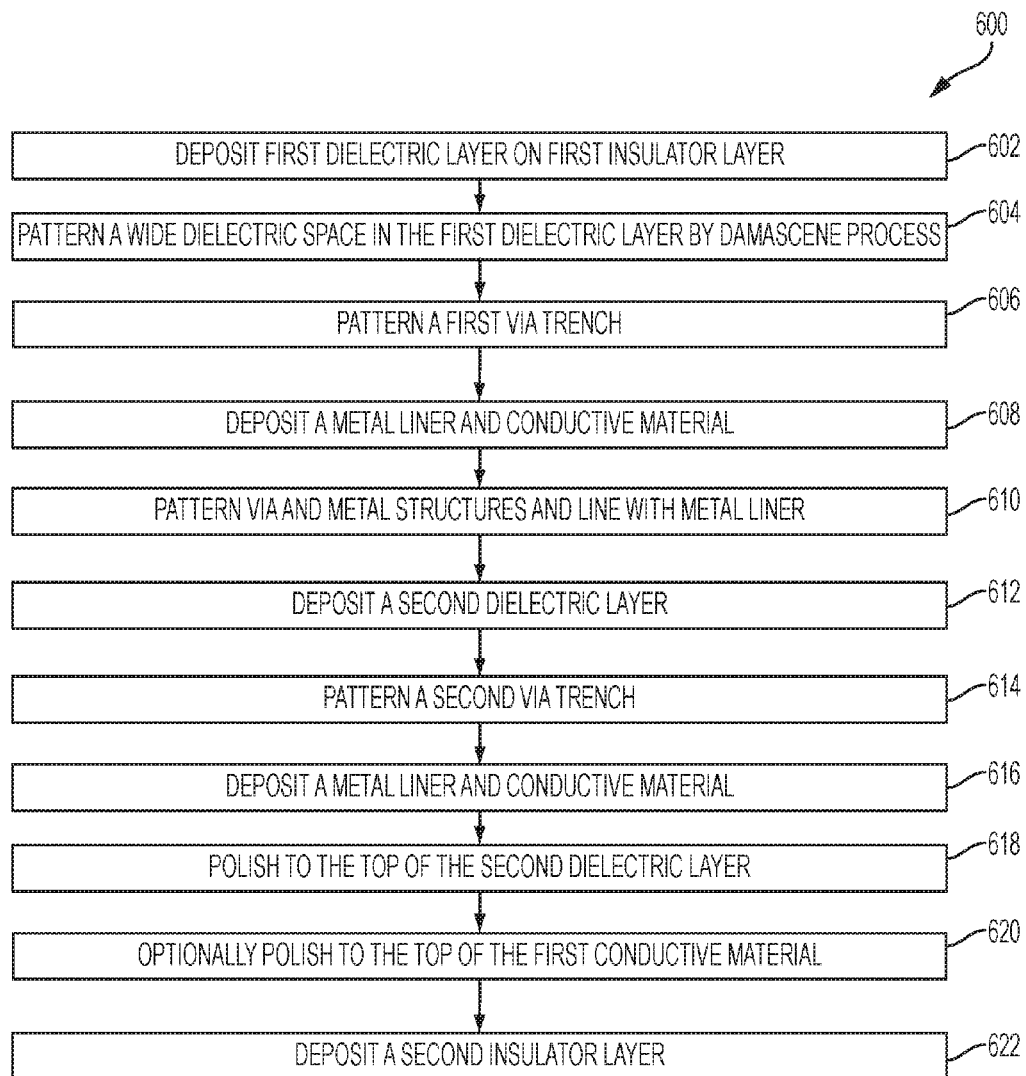 600
DEPOSIT FIRST DIELECTRIC LAYER ON FIRST INSULATOR LAYER 602
PATTERN A WIDE DIELECTRIC SPACE IN THE FIRST DIELECTRIC LAYER BY DAMASCENE PROCESS 604
PATTERN A FIRST VIA TRENCH 606
DEPOSIT A METAL LINER AND CONDUCTIVE MATERIAL 608
PATTERN VIA AND METAL STRUCTURES AND LINE WITH METAL LINER 610
DEPOSIT A SECOND DIELECTRIC LAYER 612
PATTERN A SECOND VIA TRENCH 614
DEPOSIT A METAL LINER AND CONDUCTIVE MATERIAL 616
POLISH TO THE TOP OF THE SECOND DIELECTRIC LAYER 618
OPTIONALLY POLISH TO THE TOP OF THE FIRST CONDUCTIVE MATERIAL 620
DEPOSIT A SECOND INSULATOR LAYER 622